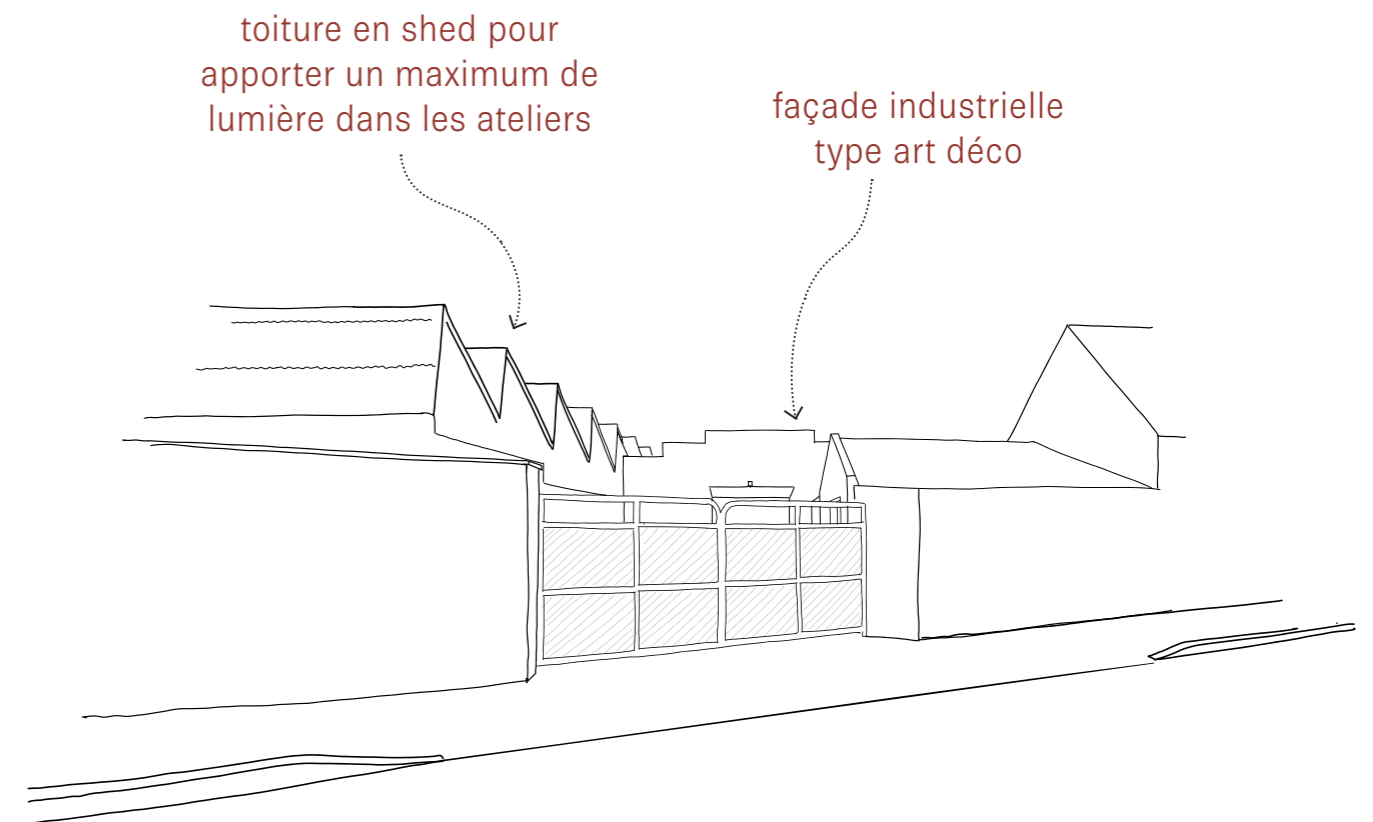 toiture en shed pour
apporter un maximum de
lumière dans les ateliers
façade industrielle
type art déco